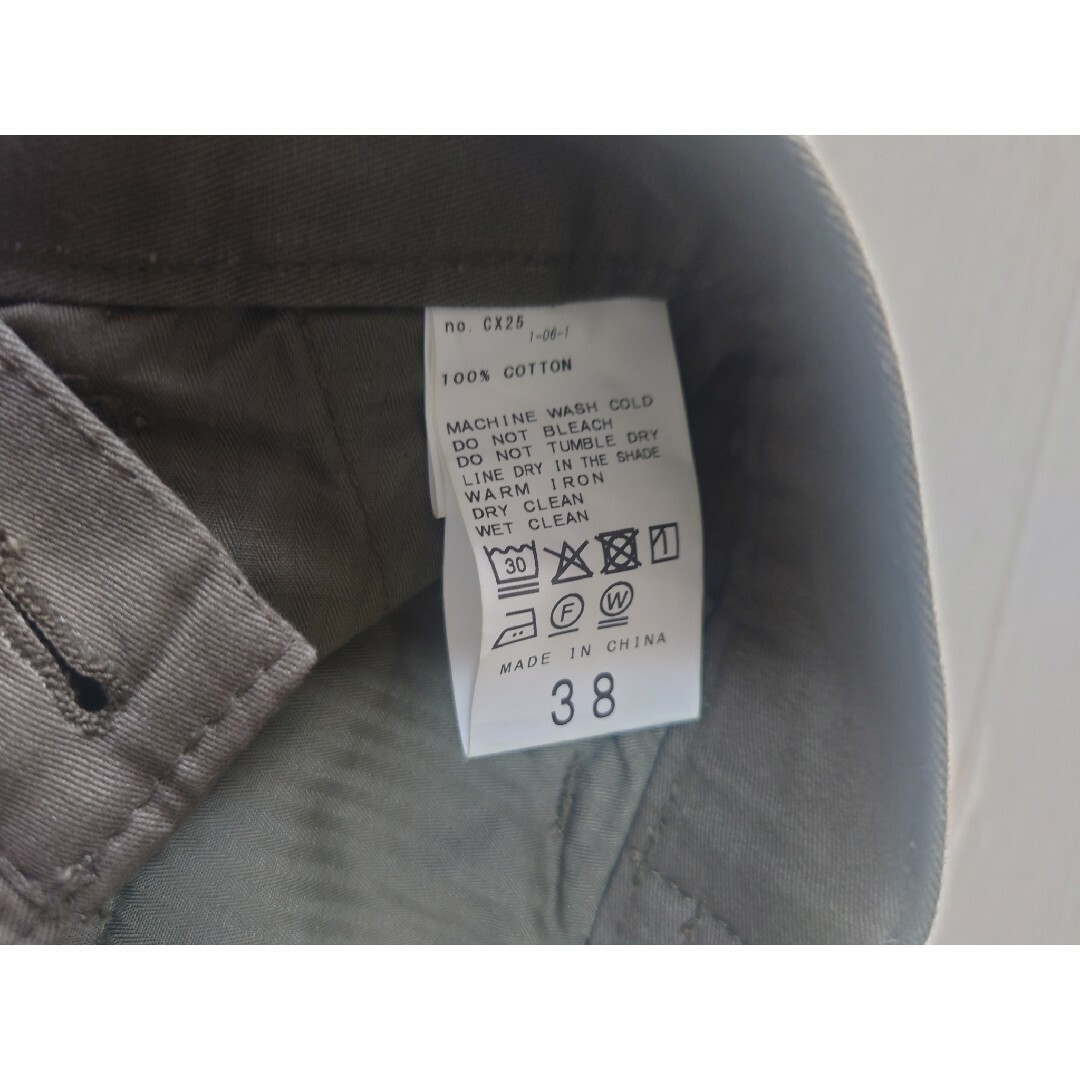 no. CX25 1-06-1
100% COTTON
MACHINE WASH COLD
DO NOT BLEACH
DO NOT TUMBLE DRY
LINE DRY IN THE SHADE
WARM IRON
DRY CLEAN
WET CLEAN
30
F W
MADE IN CHINA
38